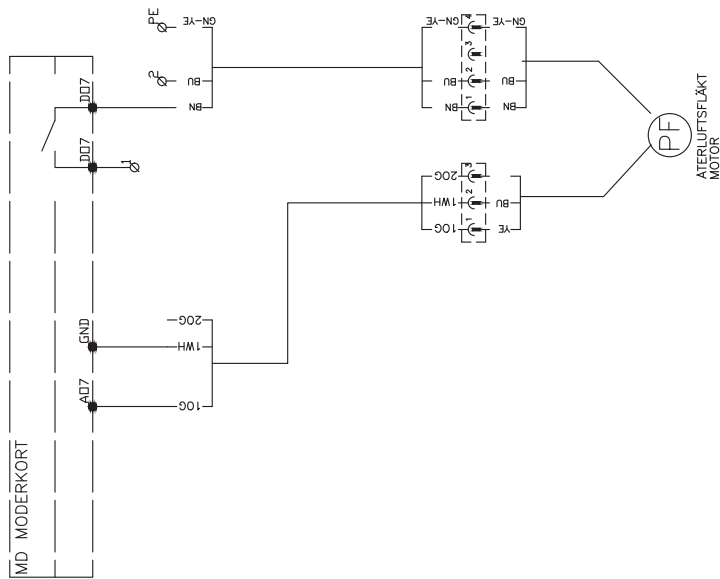 MD MODERKORT
AO7
GND
DO7
DO7
1
2
PE
1OG
1WH
2OG
BN
BU
GN-YE
1OG
1WH
2OG
1
2
3
YE
BU
BN
BU
GN-YE
1
2
3
4
BN
BU
GN-YE
PF
ÅTERLUFTSFLÄKT
MOTOR